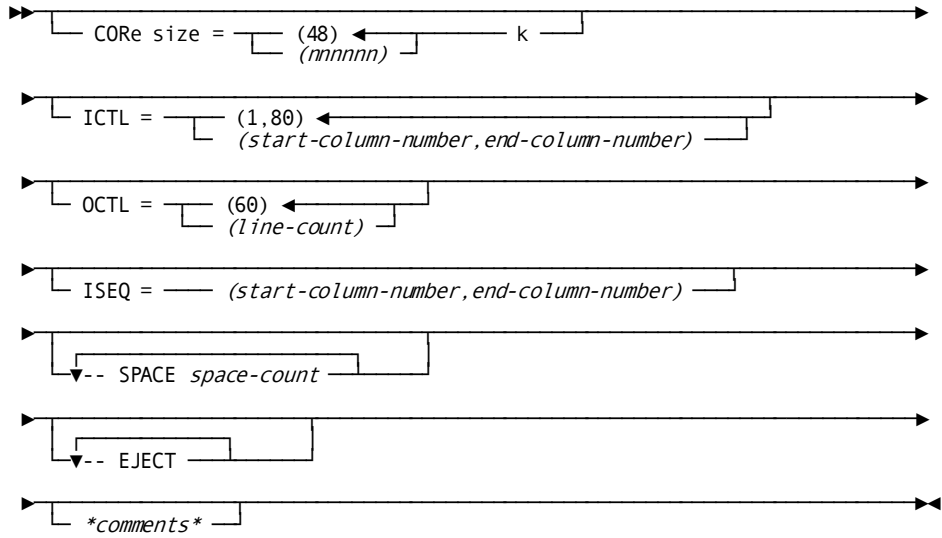 CORe size = (48) k
(nnnnnn)
ICTL = (1,80)
(start-column-number,end-column-number)
OCTL = (60)
(line-count)
ISEQ = (start-column-number,end-column-number)
-- SPACE space-count
-- EJECT
*comments*